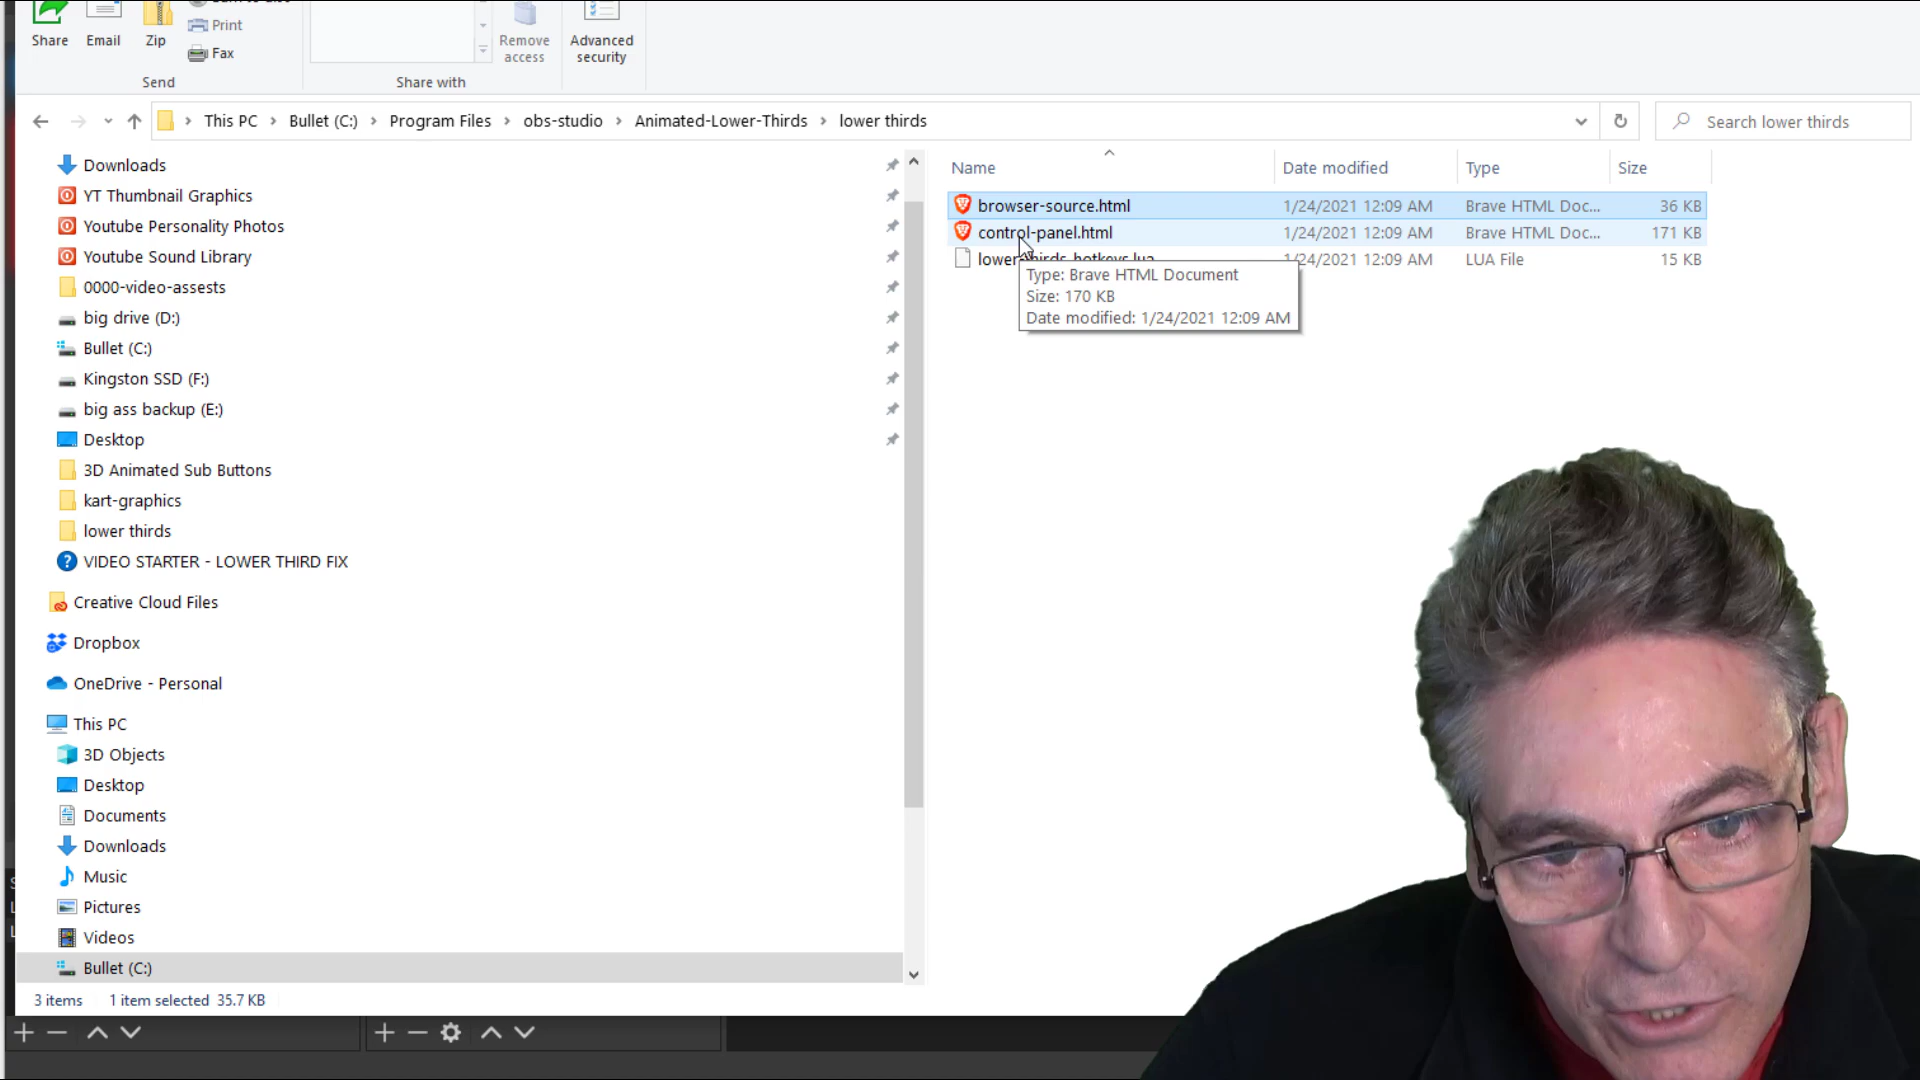 Share
Email
Zip
Print
Fax
Send
Share with
Remove
access
Advanced
security
This PC
Bullet (C:)
Program Files
obs-studio
Animated-Lower-Thirds
lower thirds
Search lower thirds
Downloads
YT Thumbnail Graphics
Youtube Personality Photos
Youtube Sound Library
0000-video-assests
big drive (D:)
Bullet (C:)
Kingston SSD (F:)
big ass backup (E:)
Desktop
3D Animated Sub Buttons
kart-graphics
lower thirds
VIDEO STARTER - LOWER THIRD FIX
Creative Cloud Files
Dropbox
OneDrive - Personal
This PC
3D Objects
Desktop
Documents
Downloads
Music
Pictures
Videos
Bullet (C:)
3 items 1 item selected 35.7 KB
Name Date modified Type Size
browser-source.html 1/24/2021 12:09 AM Brave HTML Doc... 36 KB
control-panel.html 1/24/2021 12:09 AM Brave HTML Doc... 171 KB
1/24/2021 12:09 AM LUA File 15 KB
Type: Brave HTML Document
Size: 170 KB
Date modified: 1/24/2021 12:09 AM